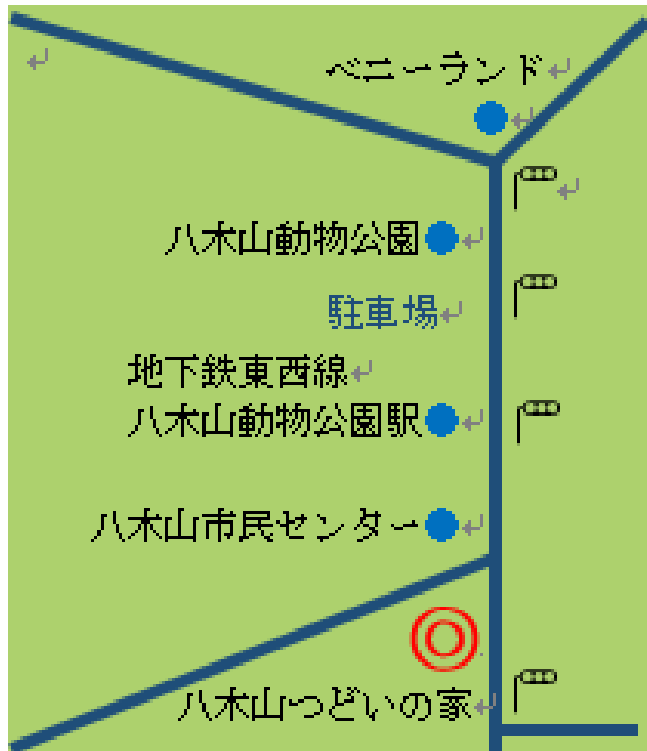 ベニーランド
八木山動物公園
駐車場
地下鉄東西線
八木山動物公園駅
八木山市民センター
八木山つどいの家